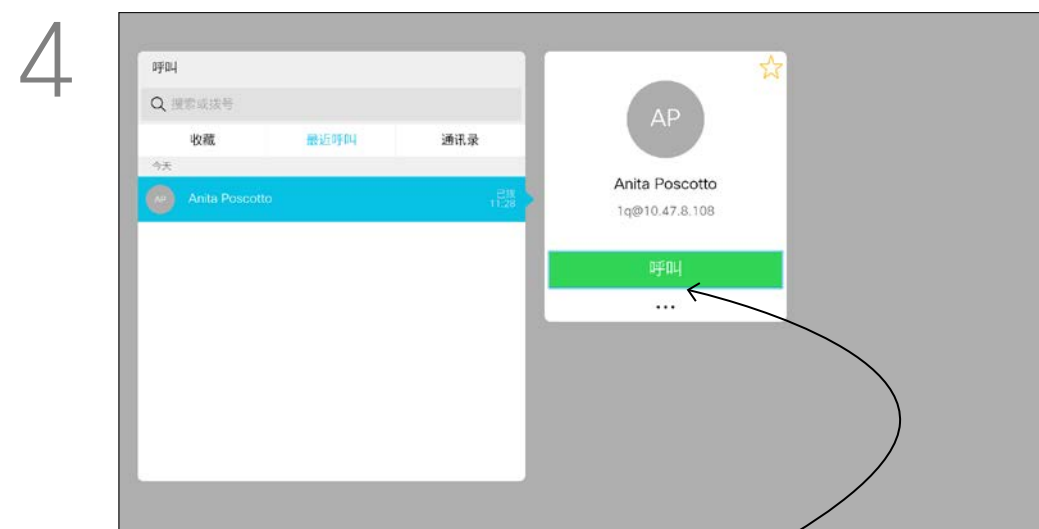 4
呼叫
搜索或拨号
收藏 最近呼叫 通讯录
今天
AP Anita Poscotto 已拨
11:28
AP
Anita Poscotto
1q@10.47.8.108
呼叫
...